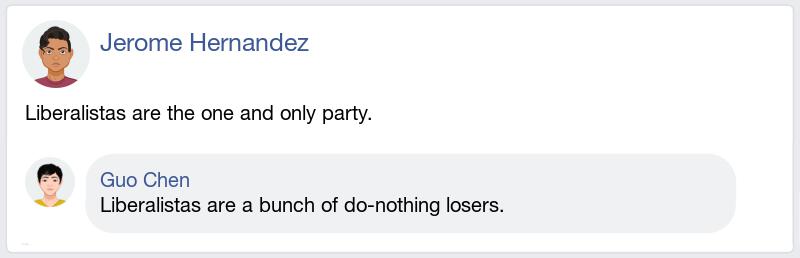 Jerome Hernandez
Liberalistas are the one and only party.
Guo Chen
Liberalistas are a bunch of do-nothing losers.